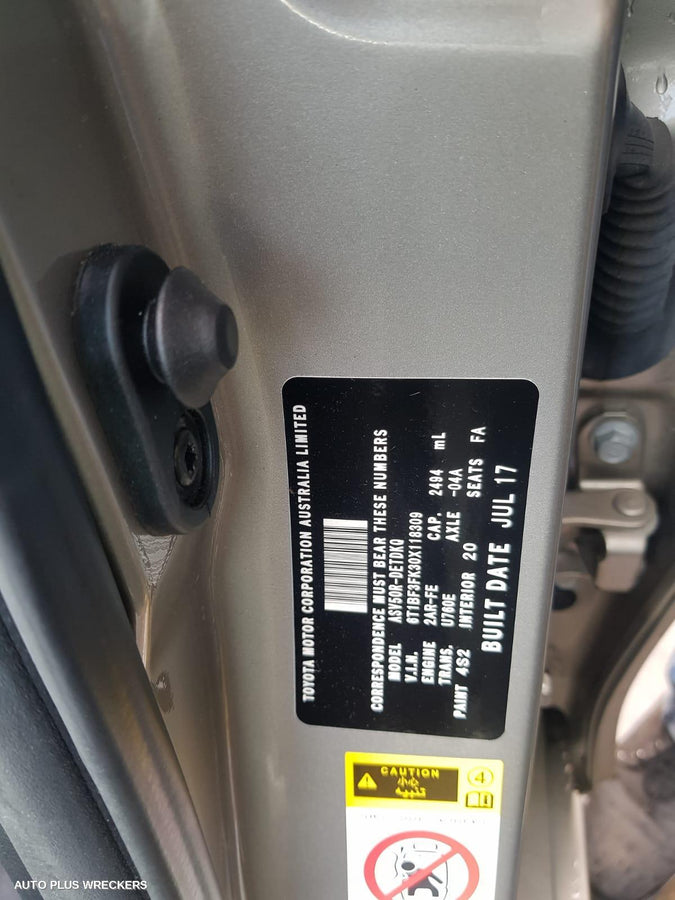 TOYOTA MOTOR CORPORATION AUSTRALIA LIMITED
CORRESPONDENCE MUST BEAR THESE NUMBERS
MODEL ASV50R-DETDKQ
V.I.N. 6T1BF3FK30X118309
ENGINE 2AR-FE CAP. 2494 mL
TRANS. U760E AXLE -04A
PAINT 4S2 INTERIOR 20 SEATS FA
BUILT DATE JUL 17
CAUTION
تنبيه
4
AUTO PLUS WRECKERS